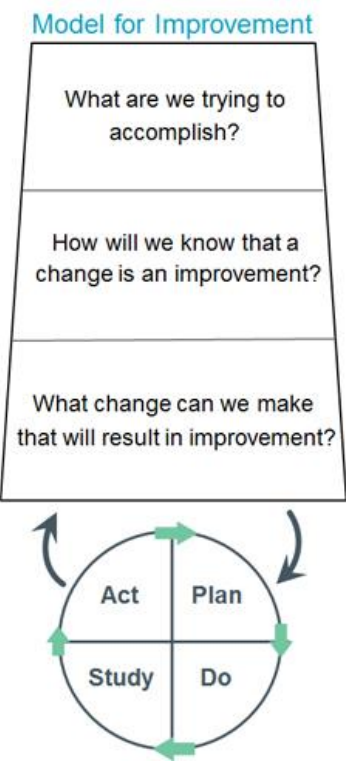 Model for Improvement
What are we trying to
accomplish?
How will we know that a
change is an improvement?
What change can we make
that will result in improvement?
Act
Plan
Study
Do